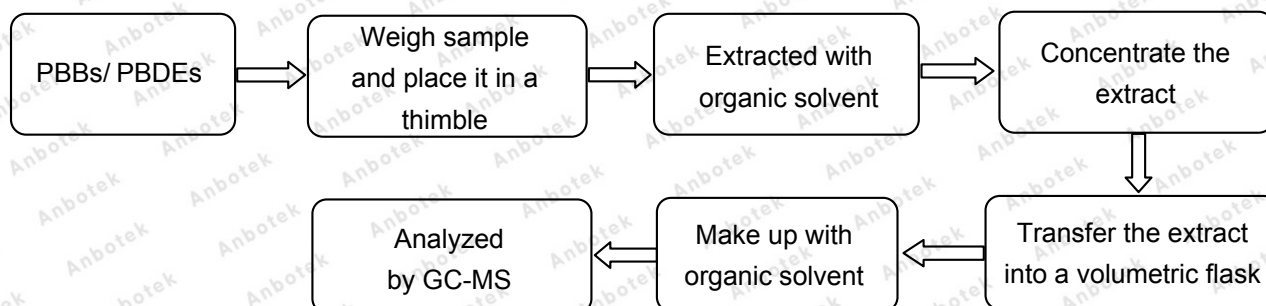 PBBs/ PBDEs
Weigh sample
and place it in a
thimble
Extracted with
organic solvent
Concentrate the
extract
Transfer the extract
into a volumetric flask
Make up with
organic solvent
Analyzed
by GC-MS
Anbotek